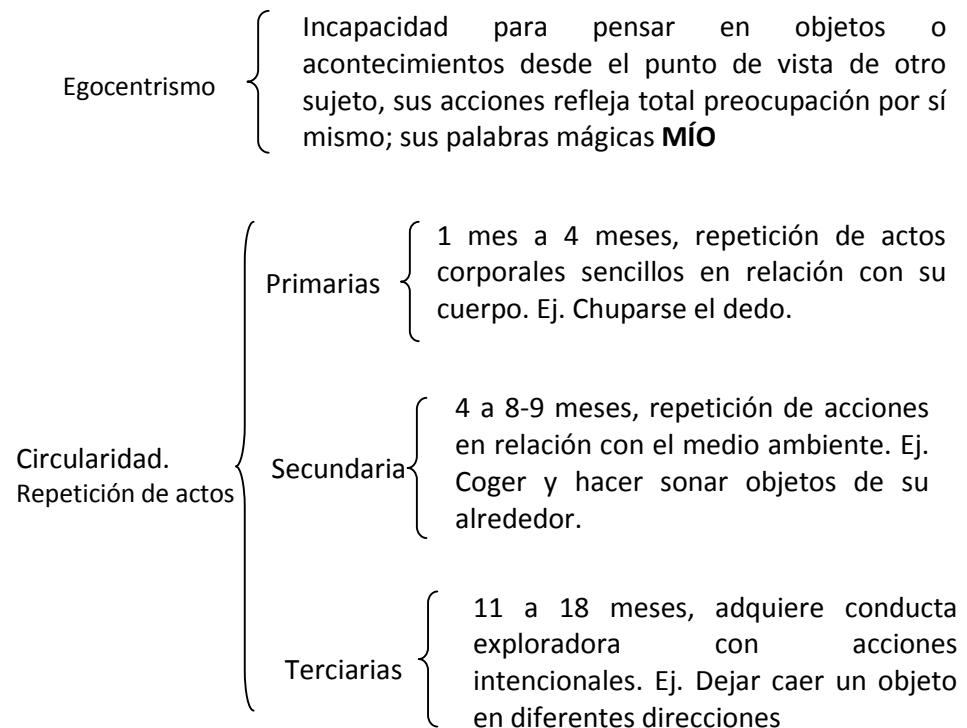 Egocentrismo
Incapacidad para pensar en objetos o
acontecimientos desde el punto de vista de otro
sujeto, sus acciones refleja total preocupación por sí
mismo; sus palabras mágicas MÍO
Circularidad.
Repetición de actos
Primarias
1 mes a 4 meses, repetición de actos
corporales sencillos en relación con su
cuerpo. Ej. Chuparse el dedo.
Secundaria
4 a 8-9 meses, repetición de acciones
en relación con el medio ambiente. Ej.
Coger y hacer sonar objetos de su
alrededor.
Terciarias
11 a 18 meses, adquiere conducta
exploradora con acciones
intencionales. Ej. Dejar caer un objeto
en diferentes direcciones